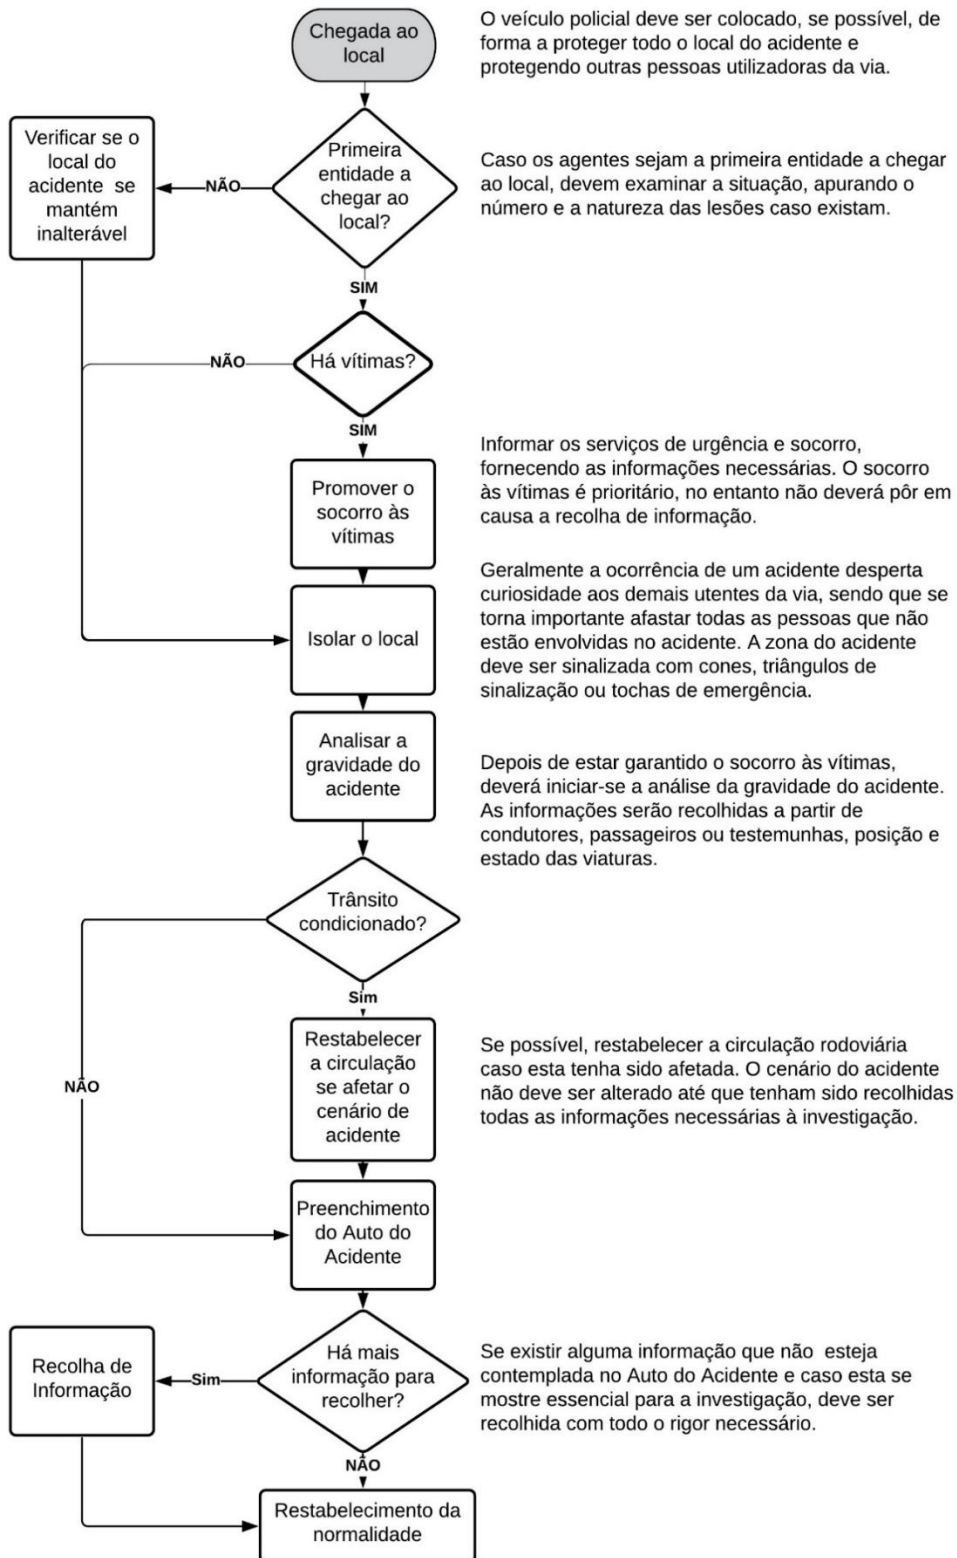 Chegada ao
local
O veículo policial deve ser colocado, se possível, de
forma a proteger todo o local do acidente e
protegendo outras pessoas utilizadoras da via.
Verificar se o
local do
acidente se
mantém
inalterável
NÃO
Primeira
entidade a
chegar ao
local?
Caso os agentes sejam a primeira entidade a chegar
ao local, devem examinar a situação, apurando o
número e a natureza das lesões caso existam.
SIM
NÃO
Há vítimas?
SIM
Promover o
socorro às
vítimas
Informar os serviços de urgência e socorro,
fornecendo as informações necessárias. O socorro
às vítimas é prioritário, no entanto não deverá pôr em
causa a recolha de informação.
Isolar o local
Geralmente a ocorrência de um acidente desperta
curiosidade aos demais utentes da via, sendo que se
torna importante afastar todas as pessoas que não
estão envolvidas no acidente. A zona do acidente
deve ser sinalizada com cones, triângulos de
sinalização ou tochas de emergência.
Analisar a
gravidade do
acidente
Depois de estar garantido o socorro às vítimas,
deverá iniciar-se a análise da gravidade do acidente.
As informações serão recolhidas a partir de
condutores, passageiros ou testemunhas, posição e
estado das viaturas.
Trânsito
condicionado?
Sim
NÃO
Restabelecer
a circulação
se afetar o
cenário de
acidente
Se possível, restabelecer a circulação rodoviária
caso esta tenha sido afetada. O cenário do acidente
não deve ser alterado até que tenham sido recolhidas
todas as informações necessárias à investigação.
Preenchimento
do Auto do
Acidente
Recolha de
Informação
Sim
Há mais
informação para
recolher?
Se existir alguma informação que não esteja
contemplada no Auto do Acidente e caso esta se
mostre essencial para a investigação, deve ser
recolhida com todo o rigor necessário.
NÃO
Restabelecimento da
normalidade